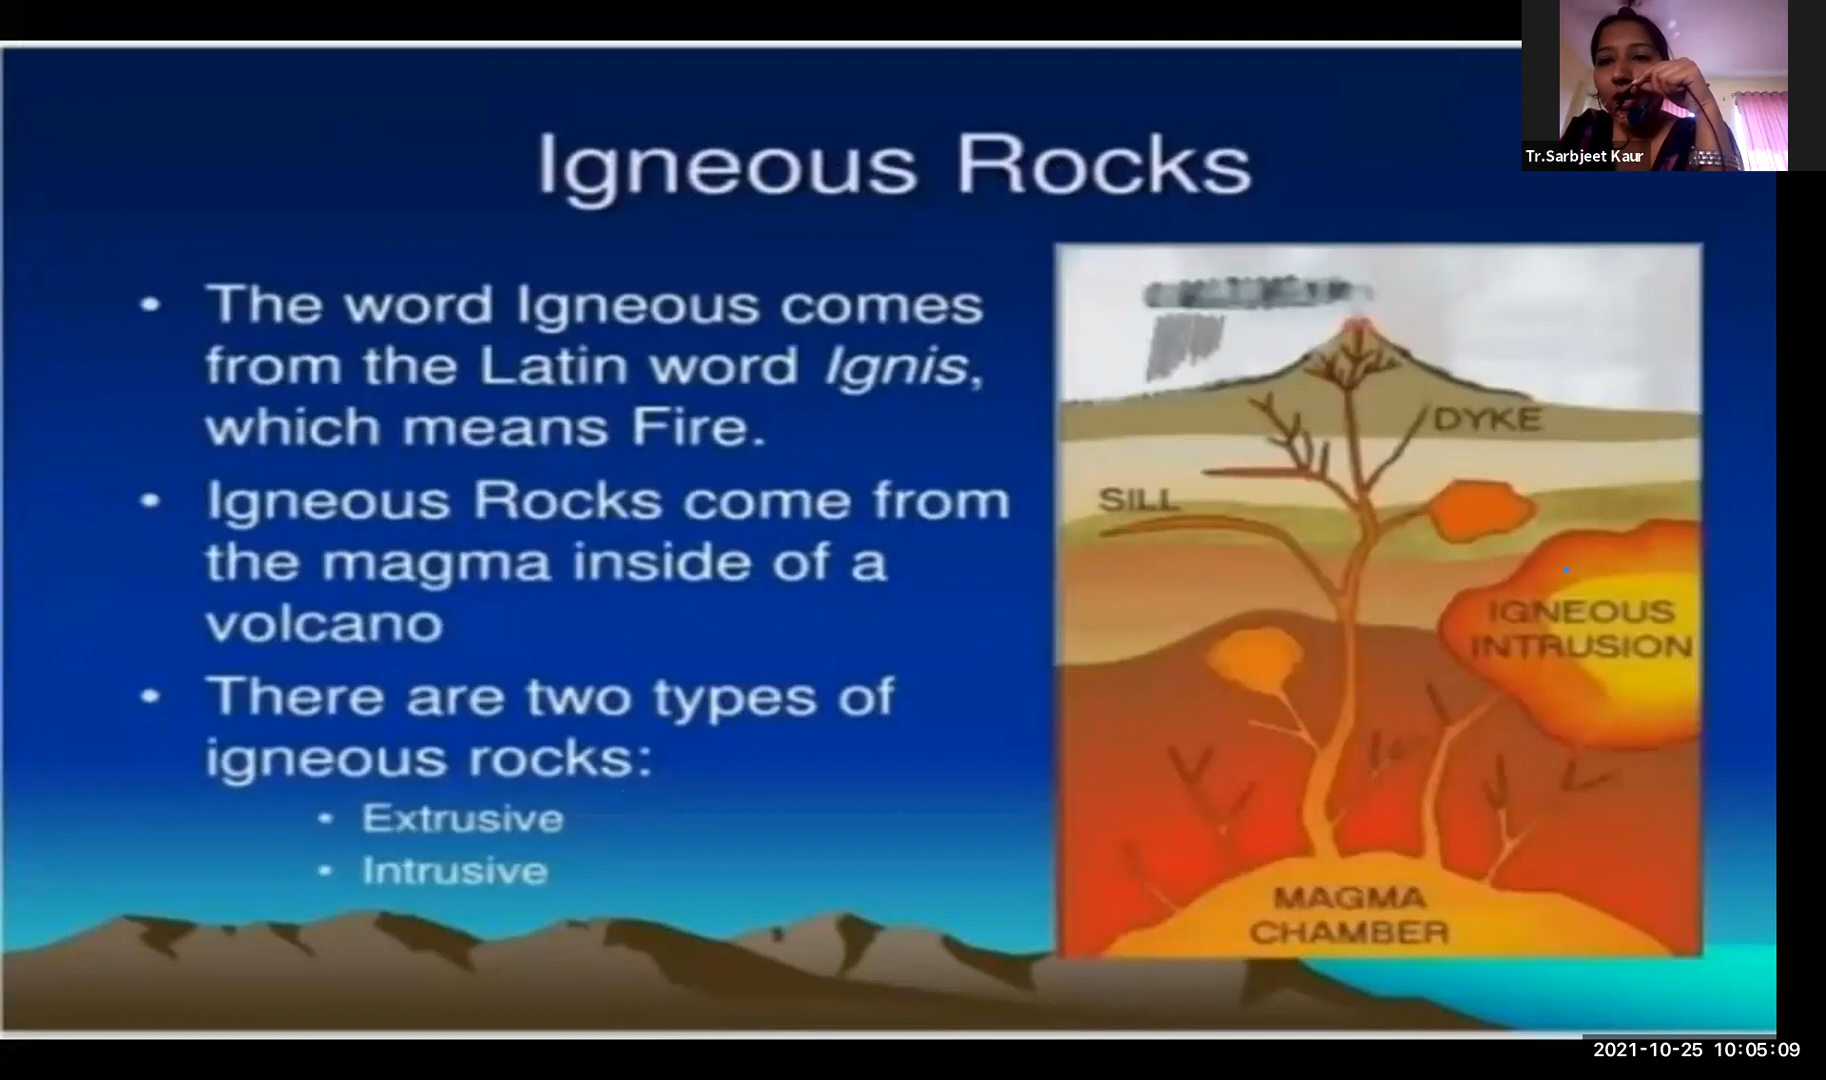 Tr.Sarbjeet Kaur
Igneous Rocks
• The word Igneous comes
from the Latin word Ignis,
which means Fire.
• Igneous Rocks come from
the magma inside of a
volcano
• There are two types of
igneous rocks:
• Extrusive
• Intrusive
DYKE
SILL
IGNEOUS
INTRUSION
MAGMA
CHAMBER
2021-10-25 10:05:09